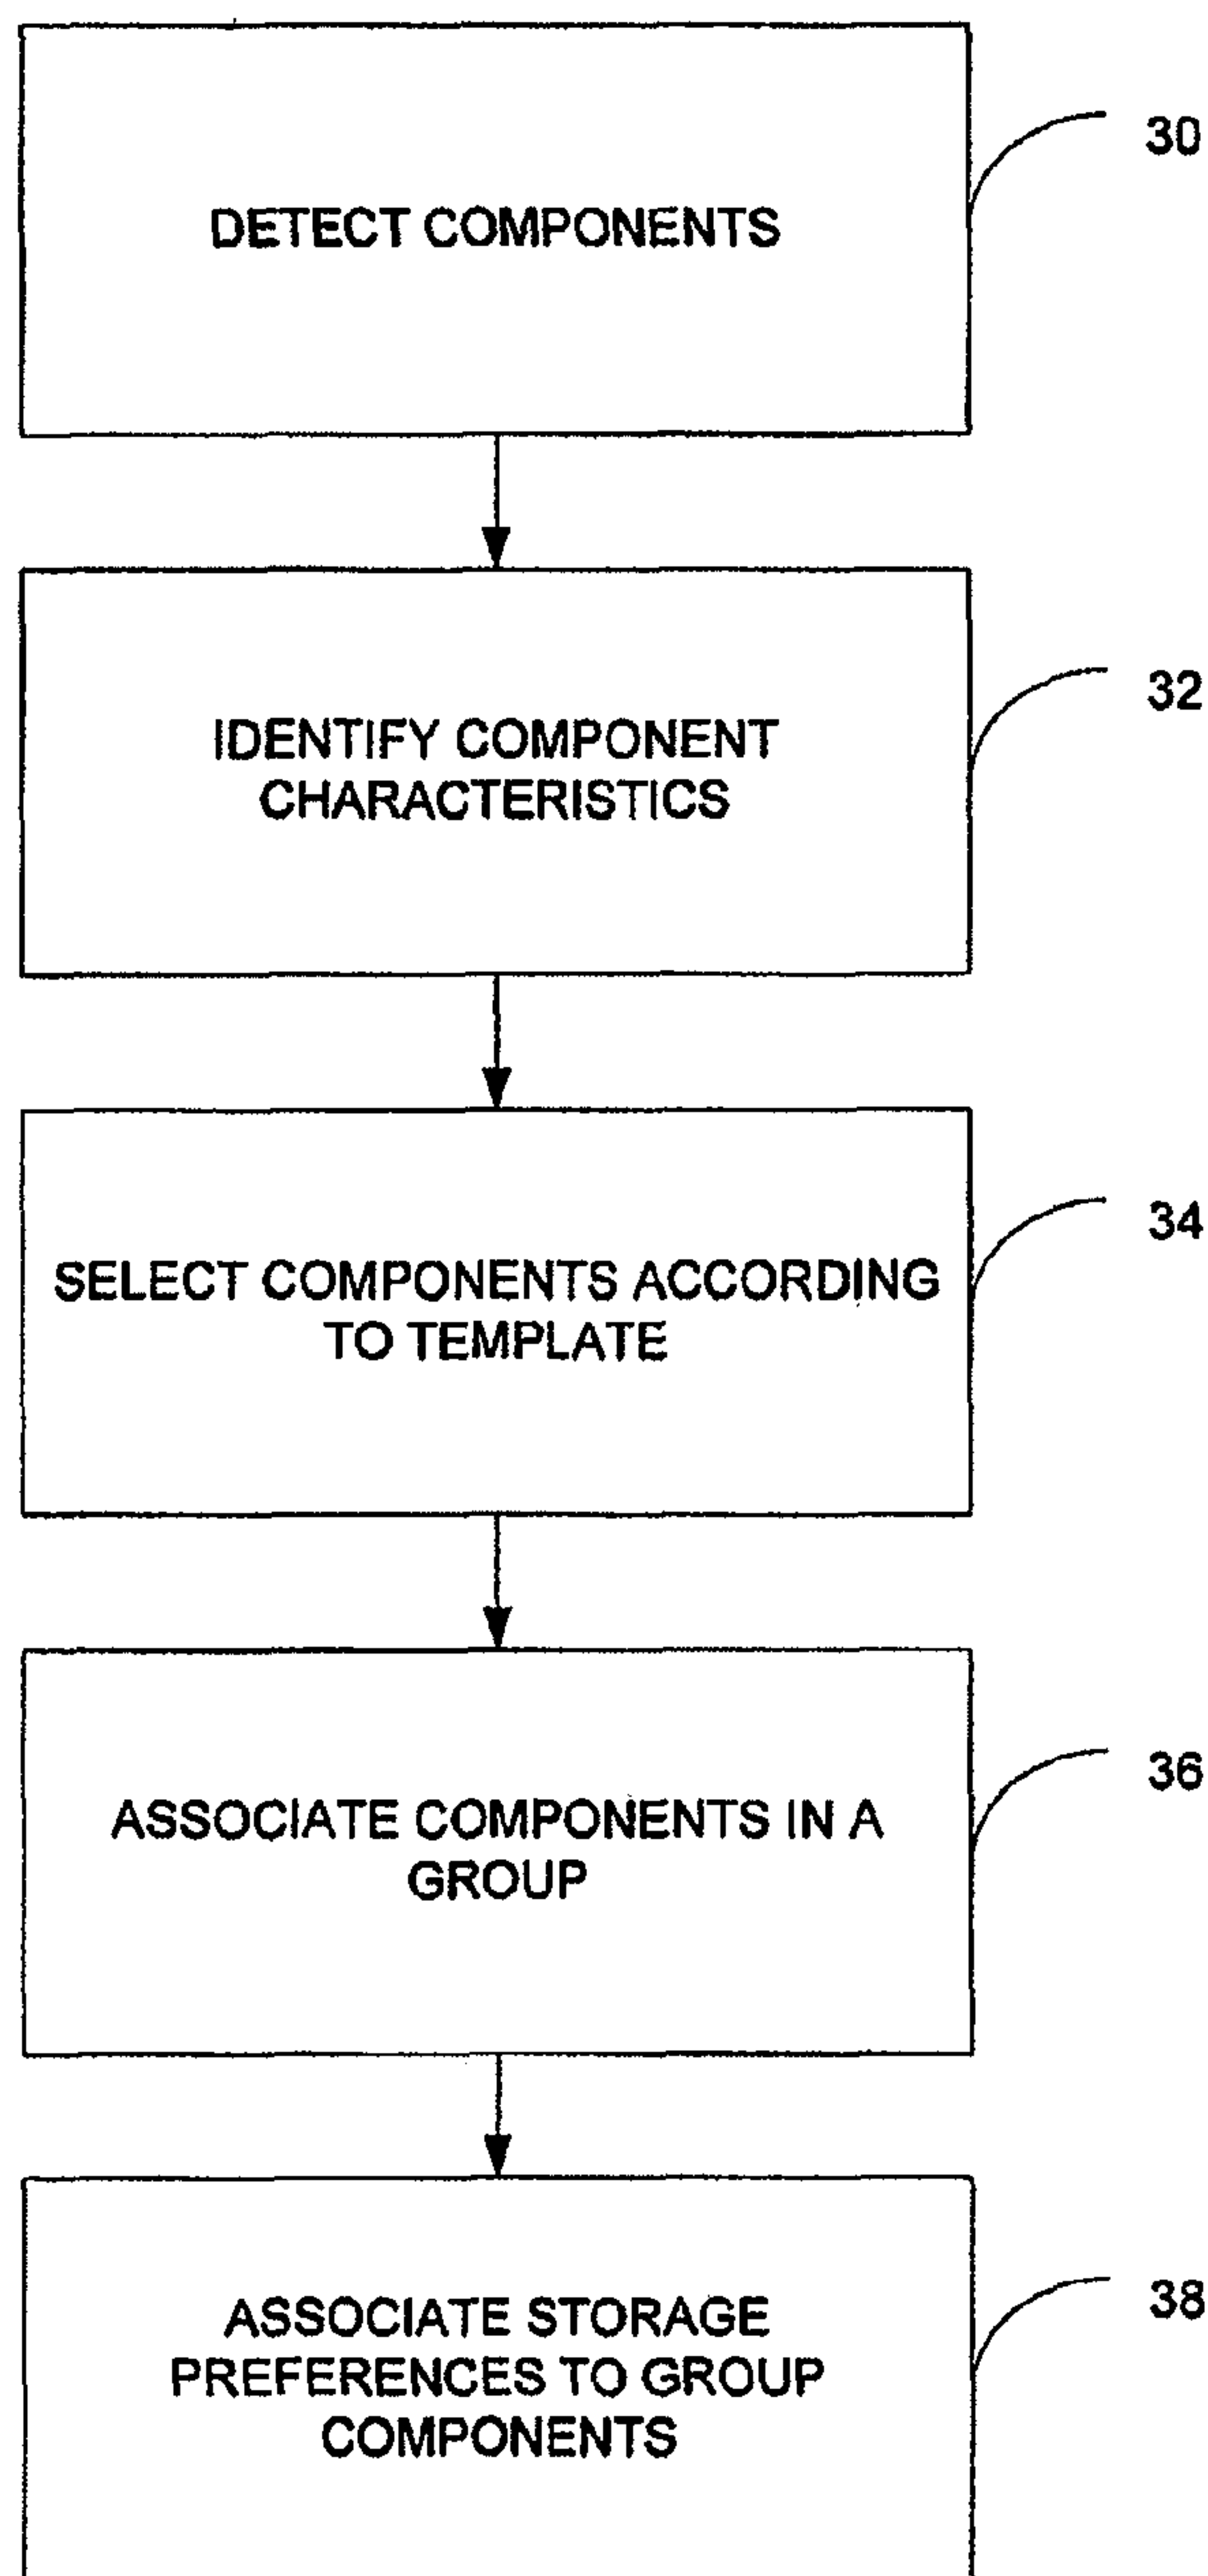 DETECT COMPONENTS
30
IDENTIFY COMPONENT
CHARACTERISTICS
32
SELECT COMPONENTS ACCORDING
TO TEMPLATE
34
ASSOCIATE COMPONENTS IN A
GROUP
36
ASSOCIATE STORAGE
PREFERENCES TO GROUP
COMPONENTS
38